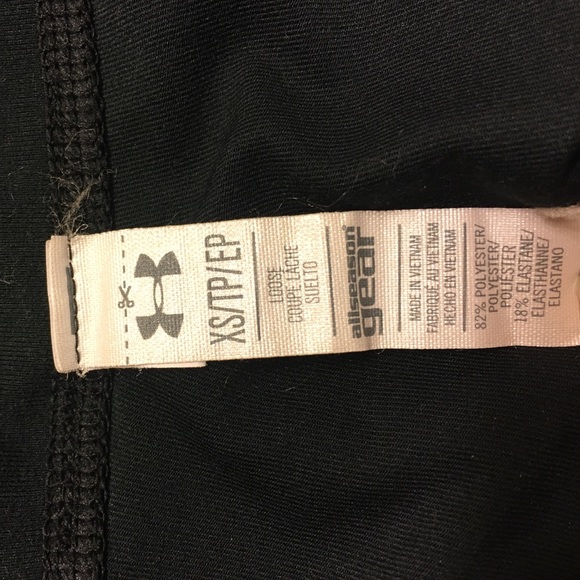 XS/TP/EP
LOOSE
COUPE LACHE
SUELTO
allseason
gear
MADE IN VIETNAM
FABRIQUÉ AU VIETNAM
HECHO EN VIETNAM
82% POLYESTER/
POLYESTER/
POLIÉSTER
18% ELASTANE/
ELASTHANNE/
ELASTANO